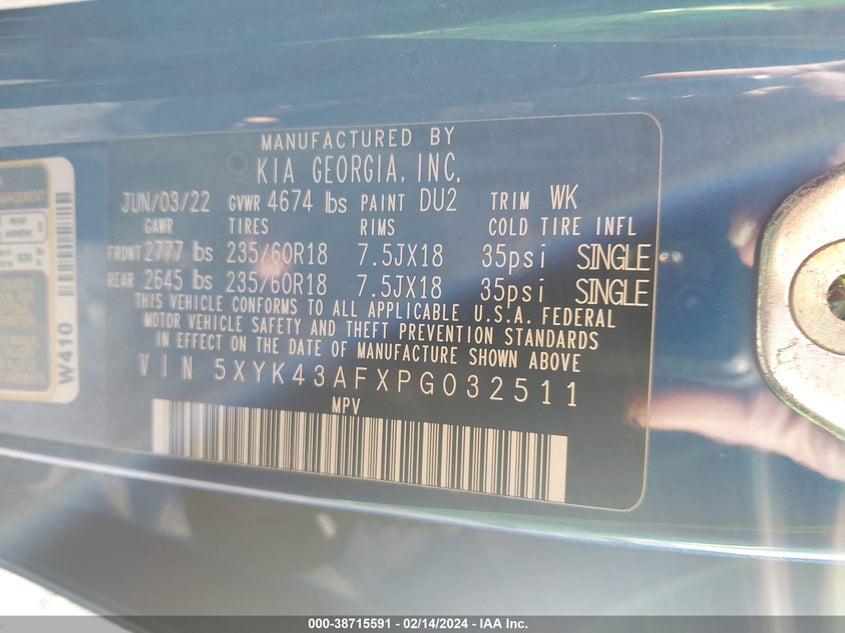 MANUFACTURED BY
KIA GEORGIA, INC.
JUN/03/22 GVWR 4674 lbs PAINT DU2 TRIM WK
GAWR TIRES RIMS COLD TIRE INFL
FRONT 2777 lbs 235/60R18 7.5JX18 35psi SINGLE
REAR 2645 lbs 235/60R18 7.5JX18 35psi SINGLE
THIS VEHICLE CONFORMS TO ALL APPLICABLE U.S.A. FEDERAL
MOTOR VEHICLE SAFETY AND THEFT PREVENTION STANDARDS
IN EFFECT ON THE DATE OF MANUFACTURE SHOWN ABOVE
VIN 5XYK43AFXPG032511
MPV
W410
000-38715591 - 02/14/2024 - IAA Inc.